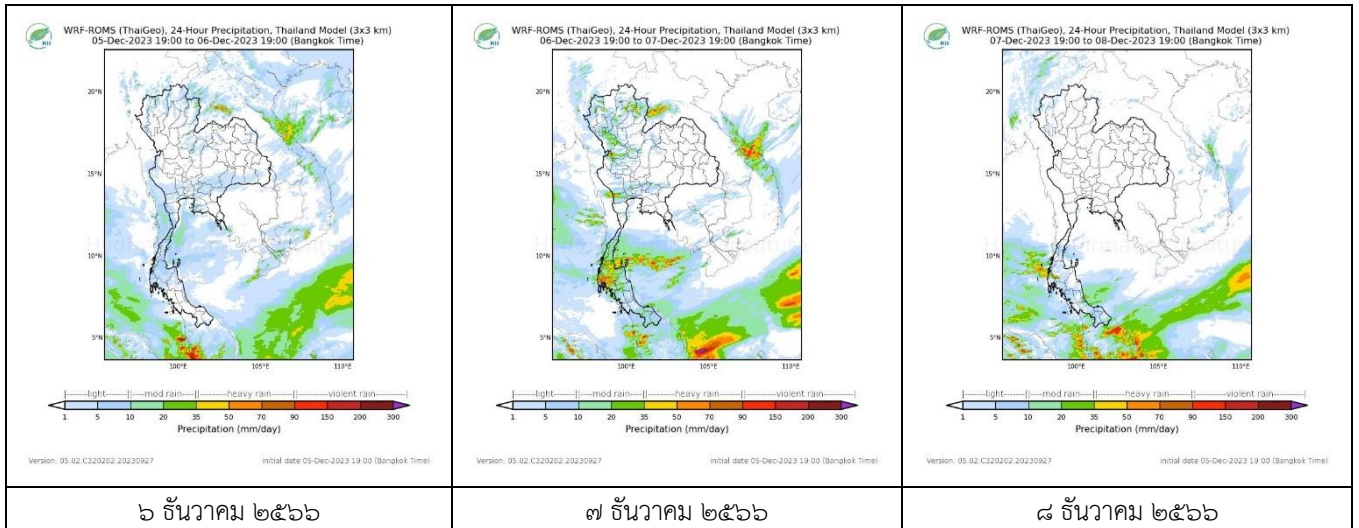 WRF-ROMS (ThaiGeo), 24-Hour Precipitation, Thailand Model (3x3 km)
05-Dec-2023 19:00 to 06-Dec-2023 19:00 (Bangkok Time)
20°N
15°N
10°N
5°N
100°E 105°E 110°E
light mod.rain heavy rain violent rain
1 5 10 20 35 50 70 90 150 200 300
Precipitation (mm/day)
Version: 05.02.C320202.20230927 initial date 05-Dec-2023 19:00 (Bangkok Time)
๖ ธันวาคม ๒๕๖๖
WRF-ROMS (ThaiGeo), 24-Hour Precipitation, Thailand Model (3x3 km)
06-Dec-2023 19:00 to 07-Dec-2023 19:00 (Bangkok Time)
20°N
15°N
10°N
5°N
100°E 105°E 110°E
light mod.rain heavy rain violent rain
1 5 10 20 35 50 70 90 150 200 300
Precipitation (mm/day)
Version: 05.02.C320202.20230927 initial date 05-Dec-2023 19:00 (Bangkok Time)
๗ ธันวาคม ๒๕๖๖
WRF-ROMS (ThaiGeo), 24-Hour Precipitation, Thailand Model (3x3 km)
07-Dec-2023 19:00 to 08-Dec-2023 19:00 (Bangkok Time)
20°N
15°N
10°N
5°N
100°E 105°E 110°E
light mod.rain heavy rain violent rain
1 5 10 20 35 50 70 90 150 200 300
Precipitation (mm/day)
Version: 05.02.C320202.20230927 initial date 05-Dec-2023 19:00 (Bangkok Time)
๘ ธันวาคม ๒๕๖๖